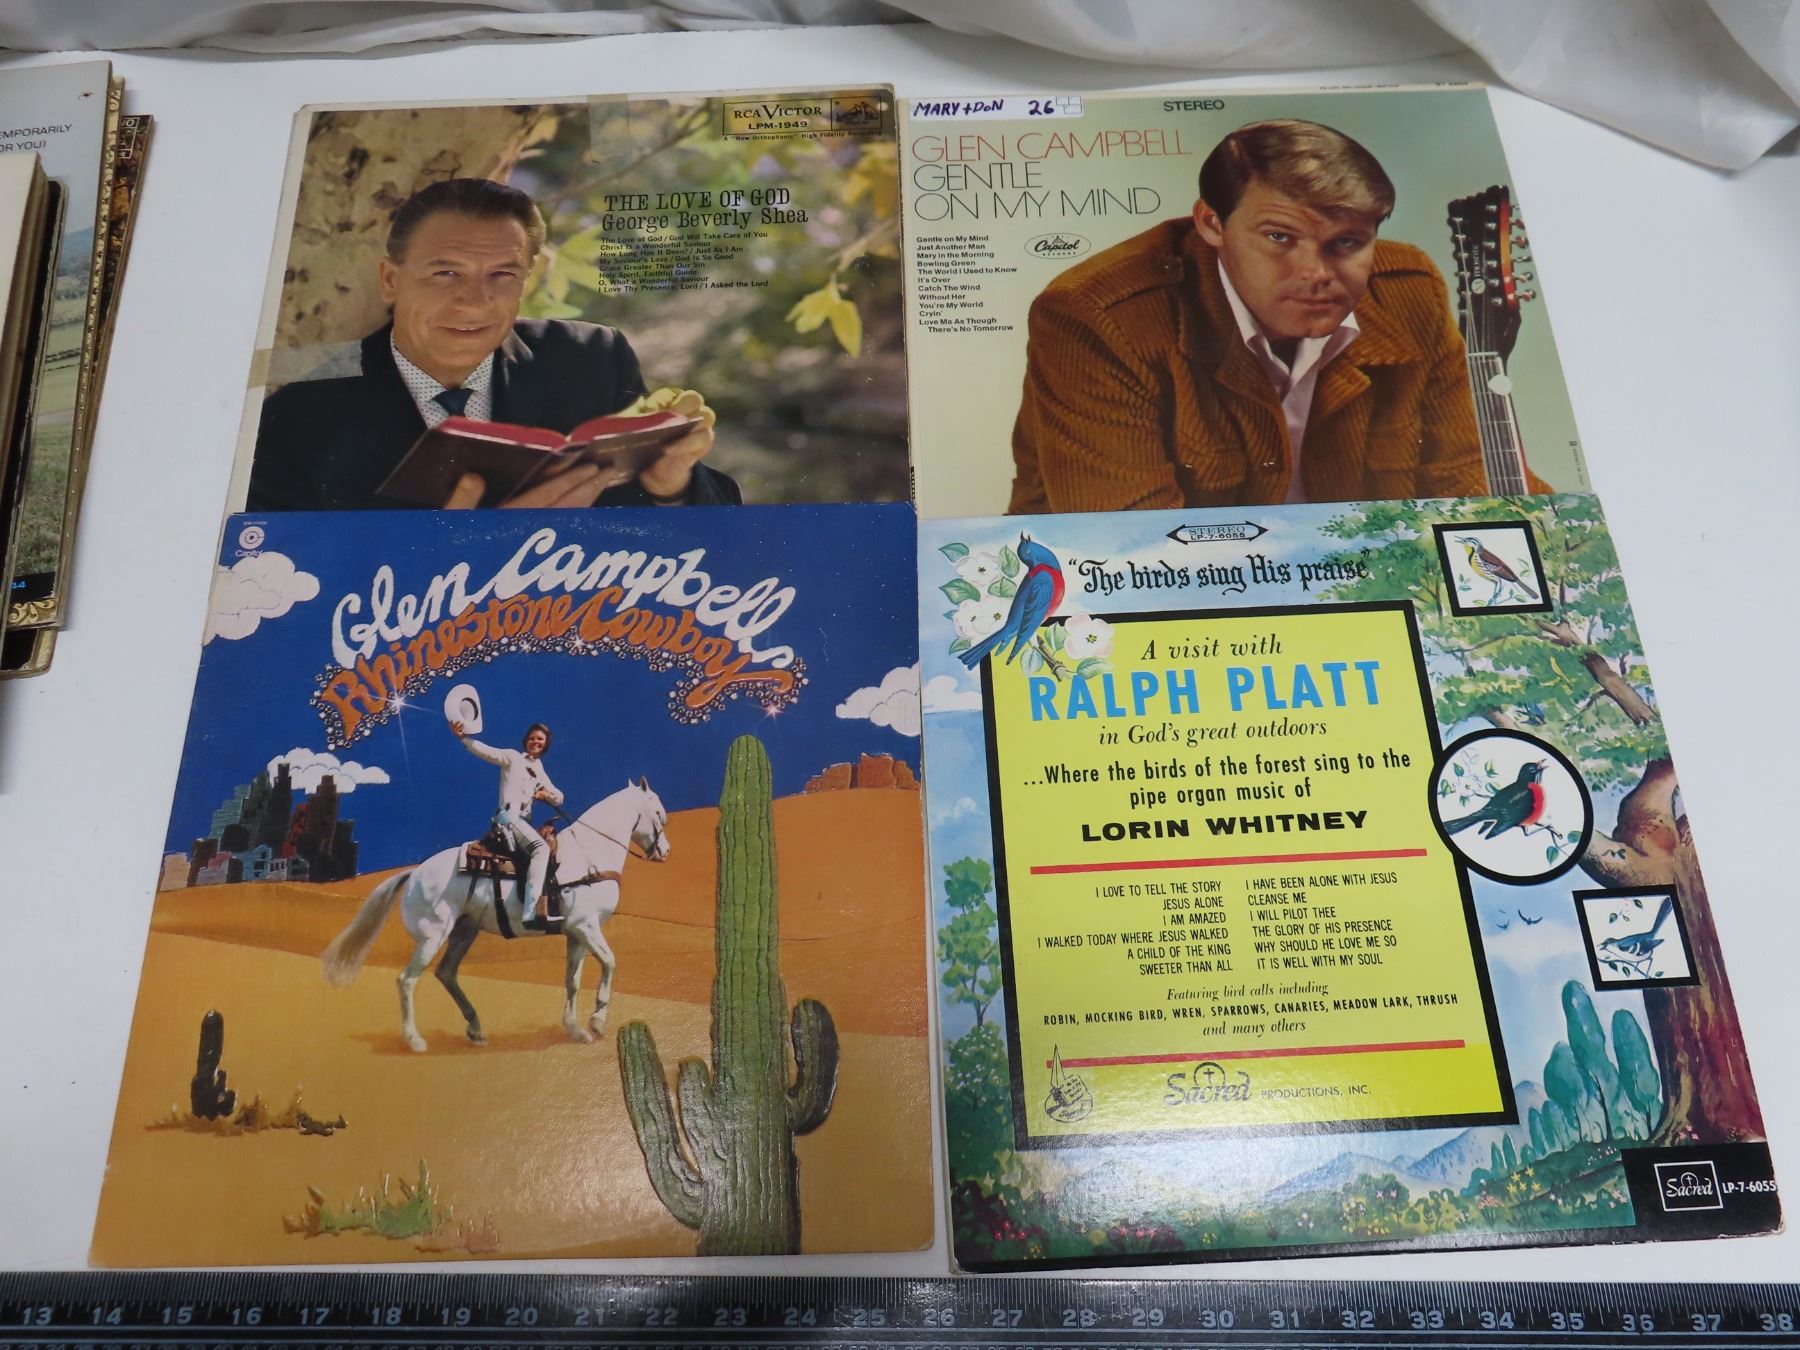 EMPORARILY
OR YOU)
RCA VICTOR
LPM-1949
A "New Orthophonic" High Fidelity Recording
THE LOVE OF GOD
George Beverly Shea
The Love of God / God Will Take Care of You
Christ Is a Wonderful Saviour
How Long Has It Been? / Just As I Am
My Saviour's Love / God Is So Good
Grace Greater Than Our Sin
Holy Spirit, Faithful Guide
O, What a Wonderful Saviour
I Love Thy Presence, Lord / I Asked the Lord
MARY + DON 26
STEREO
GLEN CAMPBELL
GENTLE
ON MY MIND
Gentle on My Mind
Just Another Man
Mary in the Morning
Bowling Green
The World I Used to Know
It's Over
Catch The Wind
Without Her
You're My World
Cryin'
Love Me As Though
There's No Tomorrow
Capitol
RECORDS
Capitol
Glen Campbell
Rhinestone Cowboy
STEREO
LP-7-6055
"The birds sing His praise"
A visit with
RALPH PLATT
in God's great outdoors
...Where the birds of the forest sing to the
pipe organ music of
LORIN WHITNEY
I LOVE TO TELL THE STORY
JESUS ALONE
I AM AMAZED
I WALKED TODAY WHERE JESUS WALKED
A CHILD OF THE KING
SWEETER THAN ALL
I HAVE BEEN ALONE WITH JESUS
CLEANSE ME
I WILL PILOT THEE
THE GLORY OF HIS PRESENCE
WHY SHOULD HE LOVE ME SO
IT IS WELL WITH MY SOUL
Featuring bird calls including
ROBIN, MOCKING BIRD, WREN, SPARROWS, CANARIES, MEADOW LARK, THRUSH
and many others
Sacred PRODUCTIONS, INC.
Sacred LP-7-6055
13 14 15 16 17 18 19 20 21 22 23 24 25 26 27 28 29 30 31 32 33 34 35 36 37 38